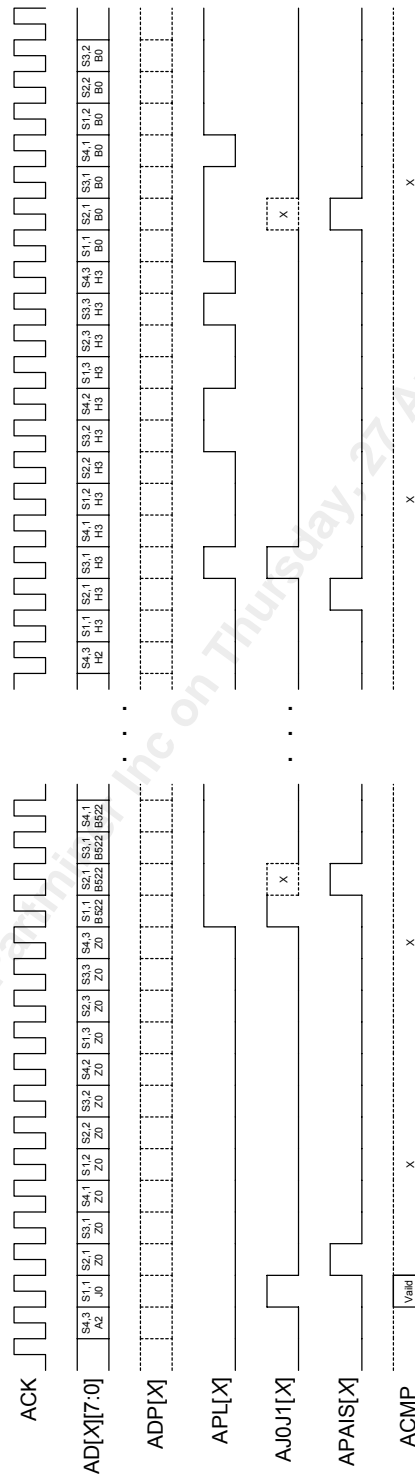 ACK
S4,3 S1,1 S2,1 S3,1 S4,1 S1,2 S2,2 S3,2 S4,2 S1,3 S2,3 S3,3 S4,3 S1,1 S2,1 S3,1 S4,1 S4,3 S1,1 S2,1 S3,1 S4,1 S1,2 S2,2 S3,2 S4,2 S1,3 S2,3 S3,3 S4,3 S1,1 S2,1 S3,1 S4,1 S1,2 S2,2 S3,2
AD[X][7:0]
A2 J0 Z0 Z0 Z0 Z0 Z0 Z0 Z0 Z0 Z0 Z0 Z0 B522 B522 B522 B522 H2 H3 H3 H3 H3 H3 H3 H3 H3 H3 H3 H3 H3 B0 B0 B0 B0 B0 B0 B0
ADP[X]
APL[X]
AJ0J1[X] X X
APAIS[X]
ACMP Vaild X X X X
Partminer Inc on Thursday, 27 A